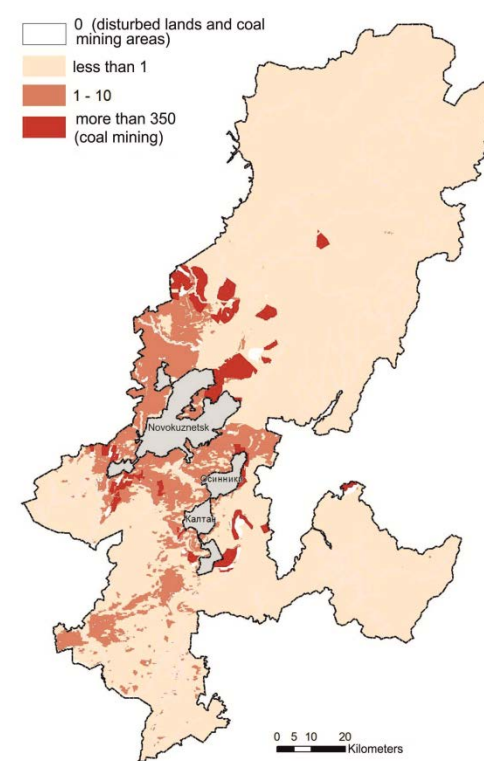 0 (disturbed lands and coal
mining areas)
less than 1
1 - 10
more than 350
(coal mining)
Novokuznetsk
Осинники
Калтан
0 5 10 20
Kilometers